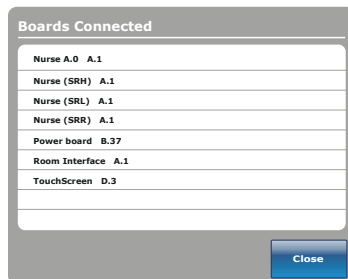 Boards Connected
Nurse A.0 A.1
Nurse (SRH) A.1
Nurse (SRL) A.1
Nurse (SRR) A.1
Power board B.37
Room Interface A.1
TouchScreen D.3
Close